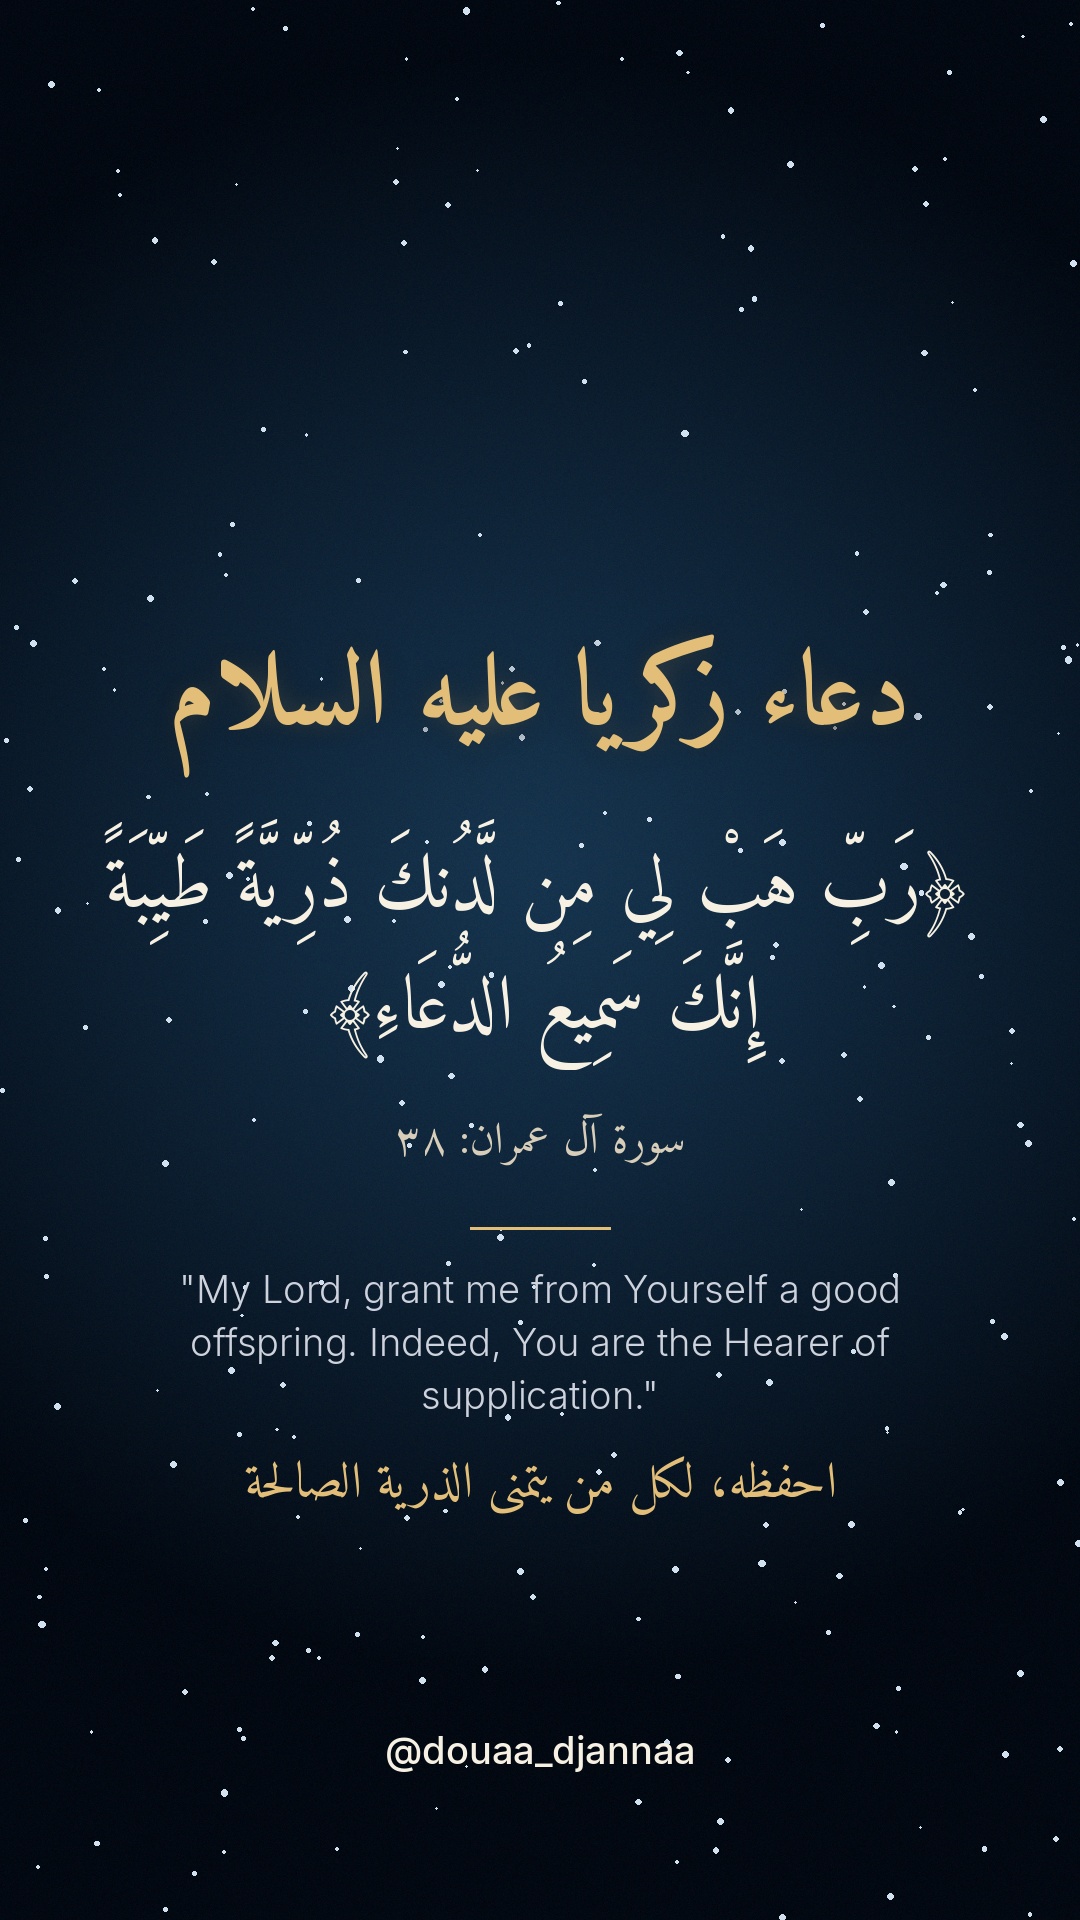 دعاء زكريا عليه السلام
﴿رَبِّ هَبْ لِي مِن لَّدُنكَ ذُرِّيَّةً طَيِّبَةً
إِنَّكَ سَمِيعُ الدُّعَاءِ﴾
سورة آل عمران: ٣٨
"My Lord, grant me from Yourself a good
offspring. Indeed, You are the Hearer of
supplication."
احفظه، لكل من يتمنى الذرية الصالحة
@douaa_djannaa